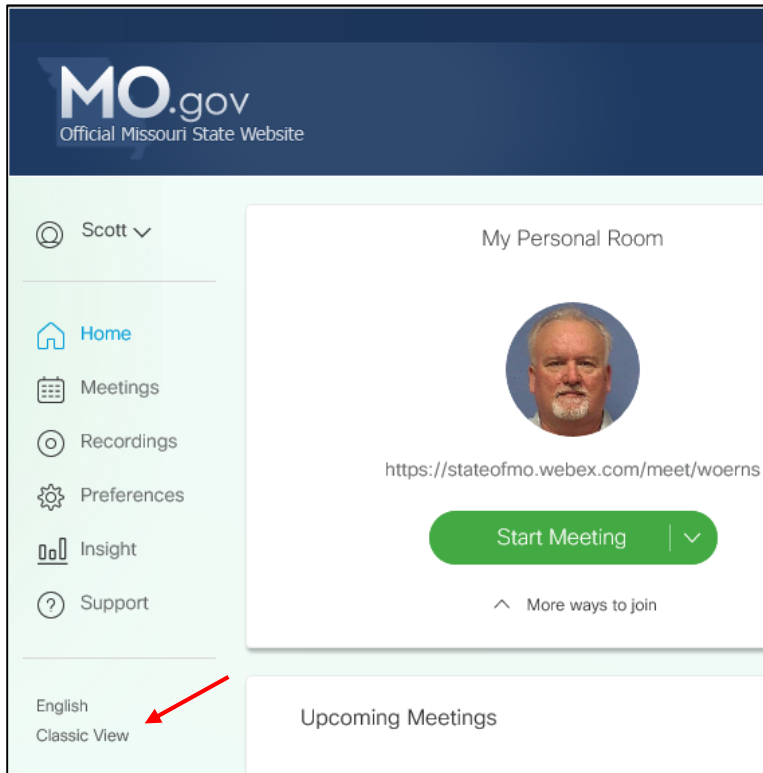 MO.gov
Official Missouri State Website
Scott
Home
Meetings
Recordings
Preferences
Insight
Support
English
Classic View
My Personal Room
https://stateofmo.webex.com/meet/woerns
Start Meeting
More ways to join
Upcoming Meetings